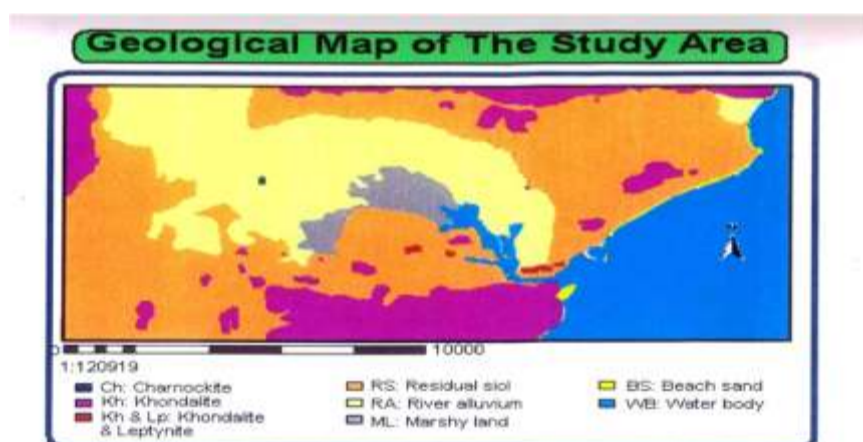 Geological Map of The Study Area
0 10000
1:120919
Ch: Charnockite
Kh: Khondalite
Kh & Lp: Khondalite
& Leptynite
RS: Residual siol
RA: River alluvium
ML: Marshy land
BS: Beach sand
WB: Water body